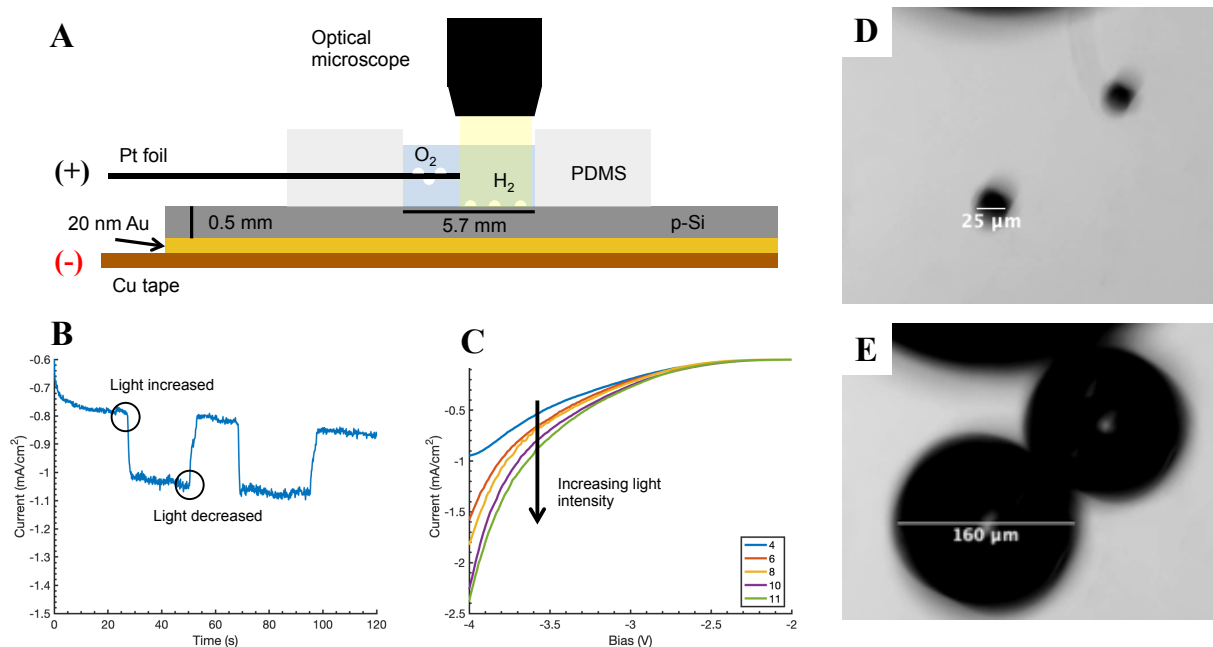 A
Optical
microscope
(+)
Pt foil
O2
H2
PDMS
20 nm Au
0.5 mm
5.7 mm
p-Si
(-)
Cu tape
B
Current (mA/cm2)
-0.6
-0.7
-0.8
-0.9
-1
-1.1
-1.2
-1.3
-1.4
-1.5
Light increased
Light decreased
0 20 40 60 80 100 120
Time (s)
C
Current (mA/cm2)
-0.5
-1
-1.5
-2
-2.5
Increasing light
intensity
4
6
8
10
11
-4 -3.5 -3 -2.5 -2
Bias (V)
D
25 μm
E
160 μm